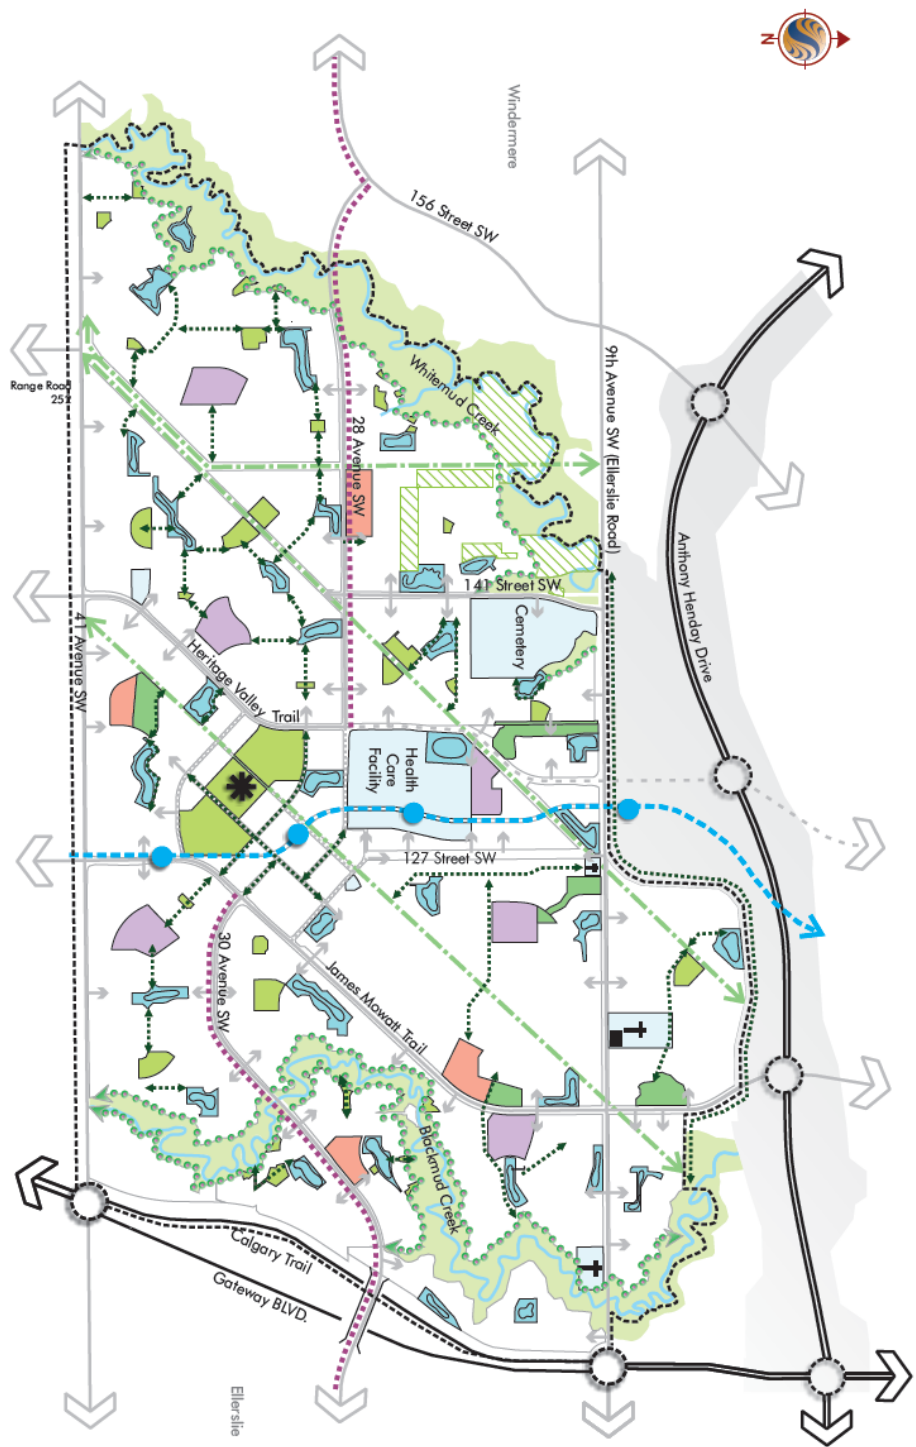 N
Windermere
156 Street SW
Whitemud Creek
9th Avenue SW (Ellerslie Road)
Range Road
251
28 Avenue SW
Anthony Henday Drive
141 Street SW
Cemetery
41 Avenue SW
Heritage Valley Trail
Health
Care
Facility
127 Street SW
30 Avenue SW
James Mowatt Trail
Blackmud Creek
Calgary Trail
Gateway BLVD.
Ellerslie